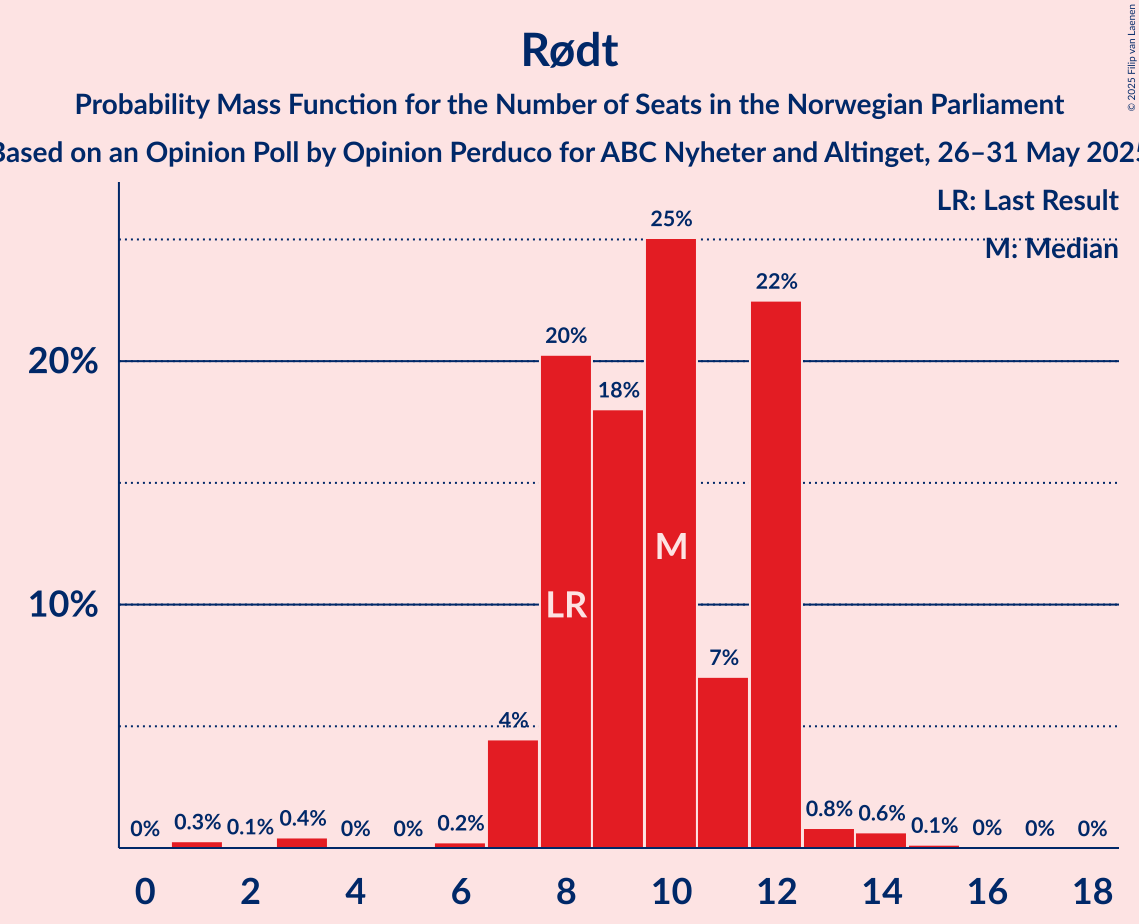 Rødt
Probability Mass Function for the Number of Seats in the Norwegian Parliament
Based on an Opinion Poll by Opinion Perduco for ABC Nyheter and Altinget, 26–31 May 2025
© 2025 Filip van Laenen
LR: Last Result
M: Median
20%
10%
0%
0.3%
0.1%
0.4%
0%
0%
0.2%
4%
20%
18%
25%
7%
22%
0.8%
0.6%
0.1%
0%
0%
0%
LR
M
0 2 4 6 8 10 12 14 16 18